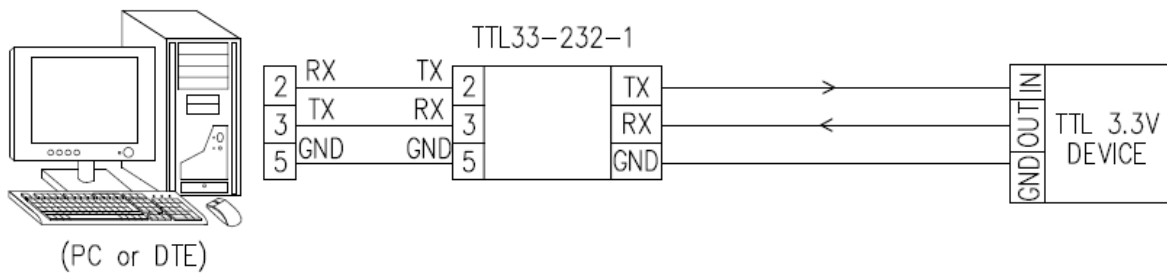 TTL33-232-1
2 RX TX 2 TX IN
3 TX RX 3 RX OUT
5 GND GND 5 GND GND
TTL 3.3V
DEVICE
(PC or DTE)